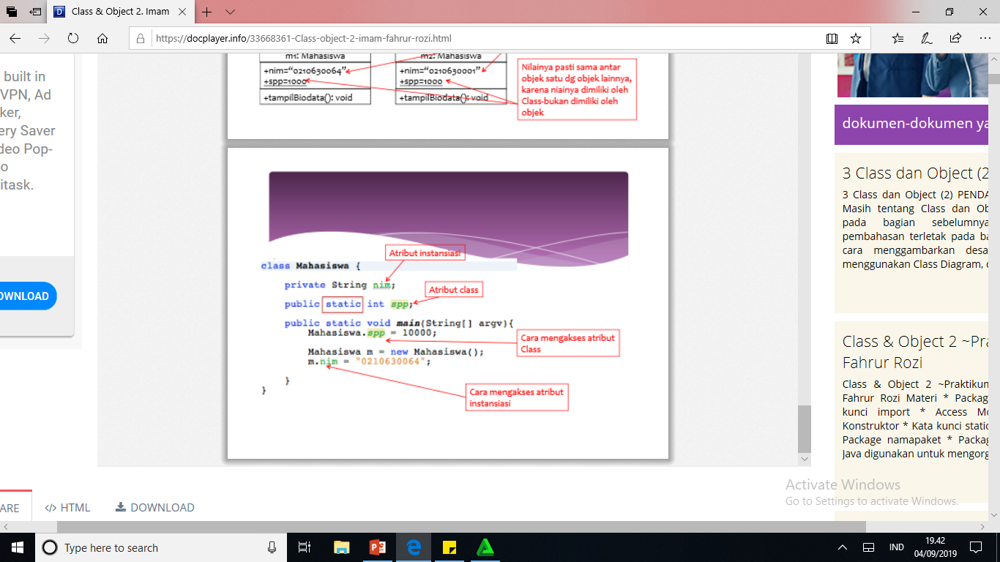 Class & Object 2. Imam
https://docplayer.info/33668361-Class-object-2-imam-fahrur-rozi.html
built in
VPN, Ad
ker,
ery Saver
deo Pop-
o
itask.
OWNLOAD
m1: Mahasiswa
+nim="0210630064"
+spp=1000
+tampilBiodata(): void
m2: Mahasiswa
+nim="0210630001"
+spp=1000
+tampilBiodata(): void
Nilainya pasti sama antar
objek satu dg objek lainnya,
karena niainya dimiliki oleh
Class-bukan dimiliki oleh
objek
Atribut instansiasi
class Mahasiswa {
private String nim;
Atribut class
public static int spp;
public static void main(String[] argv){
Mahasiswa.spp = 10000;
Cara mengakses atribut
Class
Mahasiswa m = new Mahasiswa();
m.nim = "0210630064";
}
}
Cara mengakses atribut
instansiasi
dokumen-dokumen ya
3 Class dan Object (2
3 Class dan Object (2) PENDA
Masih tentang Class dan Ob
pada bagian sebelumnya
pembahasan terletak pada ba
cara menggambarkan desa
menggunakan Class Diagram, c
Class & Object 2 ~Pra
Fahrur Rozi
Class & Object 2 ~Praktikum
Fahrur Rozi Materi * Packag
kunci import * Access Mo
Konstruktor * Kata kunci static
Package namapaket * Packag
Java digunakan untuk mengorg
ARE
</> HTML
DOWNLOAD
Activate Windows
Go to Settings to activate Windows.
Type here to search
IND
19.42
04/09/2019